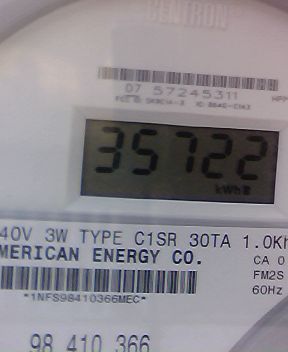 CENTRON
07 57245311
35722
kWh
40V 3W TYPE C1SR 30TA 1.0Kh
MERICAN ENERGY CO.
CA 0
FM2S
60Hz
*1NFS98410366MEC*
98 410 366